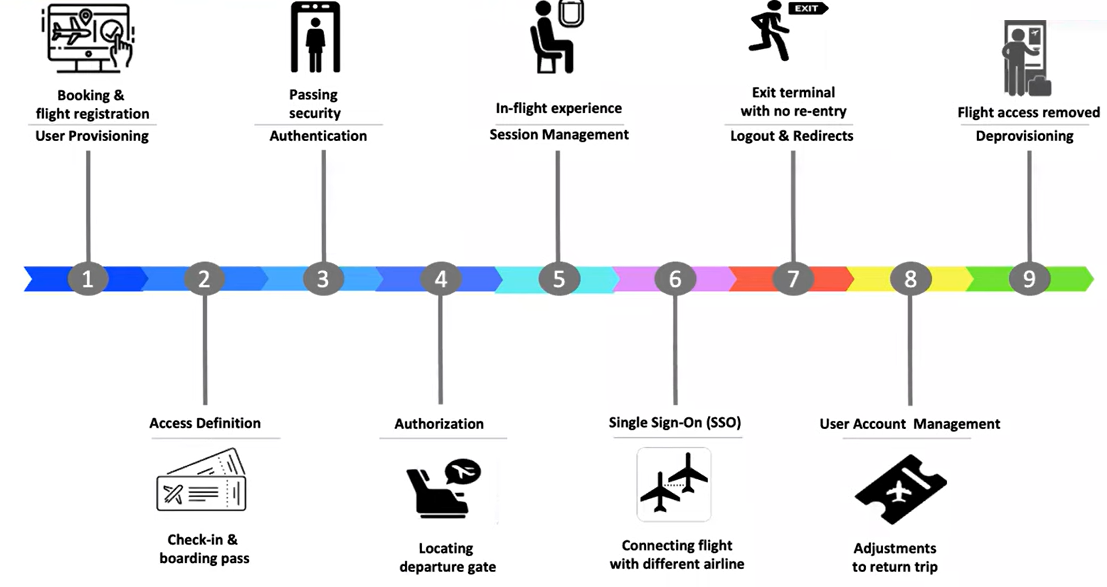 EXIT
Booking &
flight registration
User Provisioning
Passing
security
Authentication
In-flight experience
Session Management
Exit terminal
with no re-entry
Logout & Redirects
Flight access removed
Deprovisioning
1
2
3
4
5
6
7
8
9
Access Definition
Check-in &
boarding pass
Authorization
Locating
departure gate
Single Sign-On (SSO)
Connecting flight
with different airline
User Account Management
Adjustments
to return trip